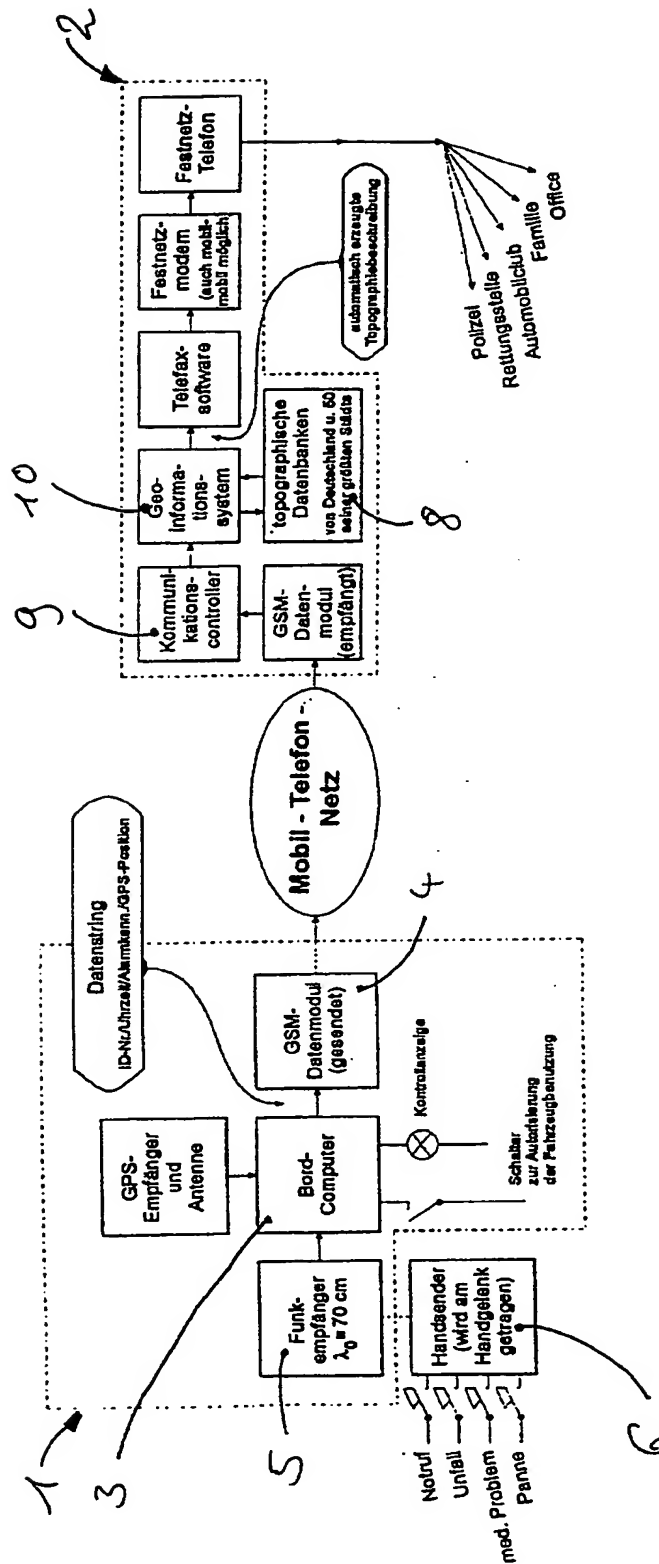 1
2
3
4
5
6
8
9
10
Datenstring
ID-Nr./Uhrzeit/Alarmkenn./GPS-Position
GPS-
Empfänger
und
Antenne
Funk-
empfänger
λ₀ = 70 cm
Bord-
Computer
GSM-
Datenmodul
(gesendet)
Handsender
(wird am
Handgelenk
getragen)
Notruf
Unfall
med. Problem
Panne
Kontrollanzeige
Schalter
zur Autorisierung
der Fahrzeugbenutzung
Mobil - Telefon -
Netz
GSM-
Daten-
modul
(empfängt)
Kommuni-
kations-
controller
Geo-
Informa-
tions-
system
topographische
Datenbanken
von Deutschland u. 50
seiner größten Städte
Telefax-
software
Festnetz-
modem
(auch mobil-
mobil möglich)
Festnetz-
Telefon
automatisch erzeugte
Topographiebeschreibung
Polizei
Rettungsstelle
Automobilclub
Familie
Office